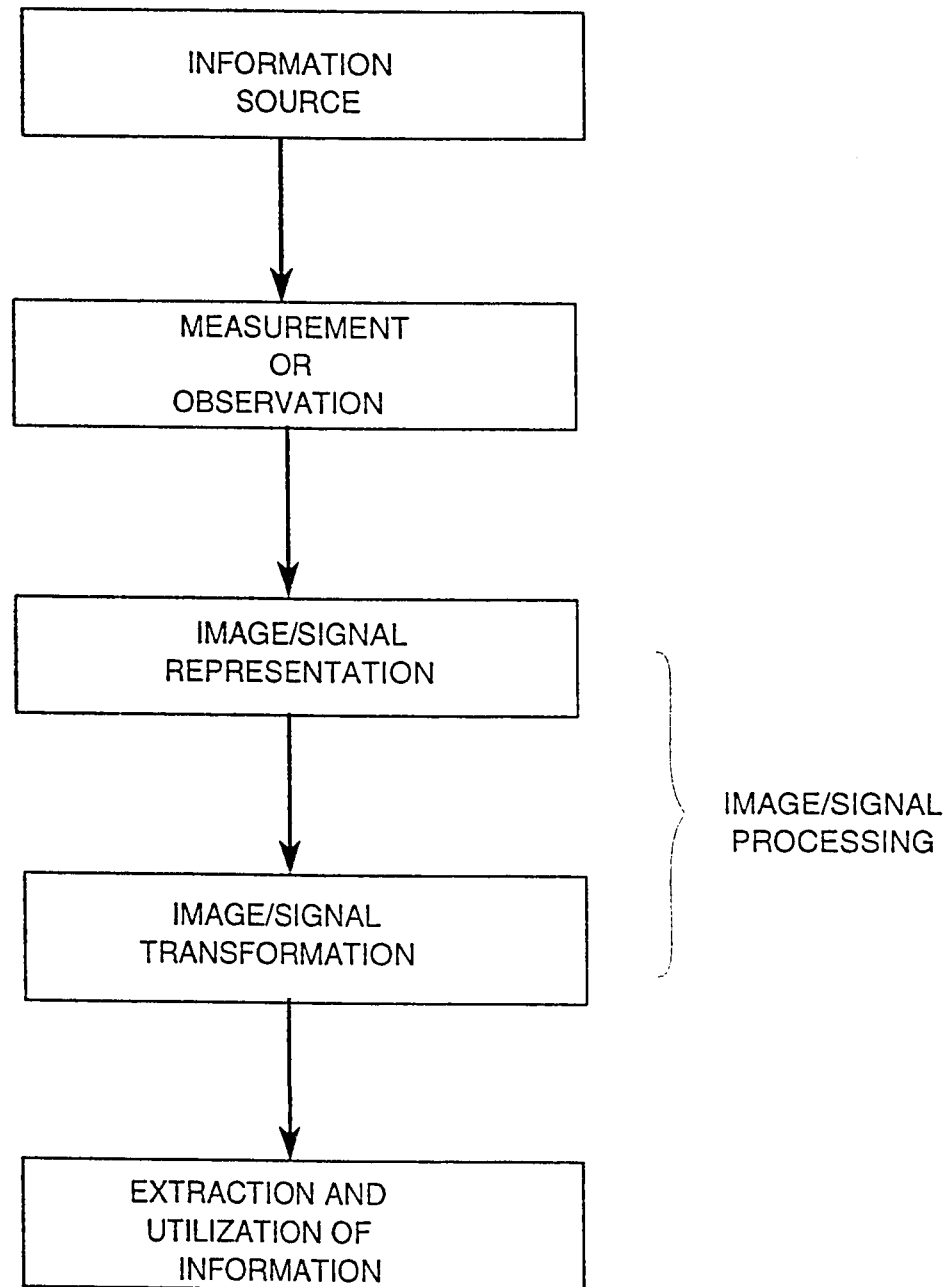 INFORMATION
SOURCE
MEASUREMENT
OR
OBSERVATION
IMAGE/SIGNAL
REPRESENTATION
IMAGE/SIGNAL
PROCESSING
IMAGE/SIGNAL
TRANSFORMATION
EXTRACTION AND
UTILIZATION OF
INFORMATION